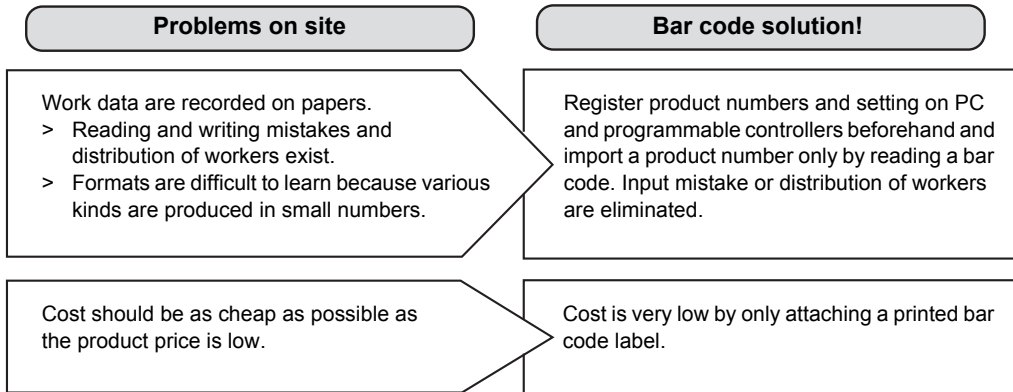 Problems on site
Bar code solution!
Work data are recorded on papers.
> Reading and writing mistakes and
distribution of workers exist.
> Formats are difficult to learn because various
kinds are produced in small numbers.
Register product numbers and setting on PC
and programmable controllers beforehand and
import a product number only by reading a bar
code. Input mistake or distribution of workers
are eliminated.
Cost should be as cheap as possible as
the product price is low.
Cost is very low by only attaching a printed bar
code label.